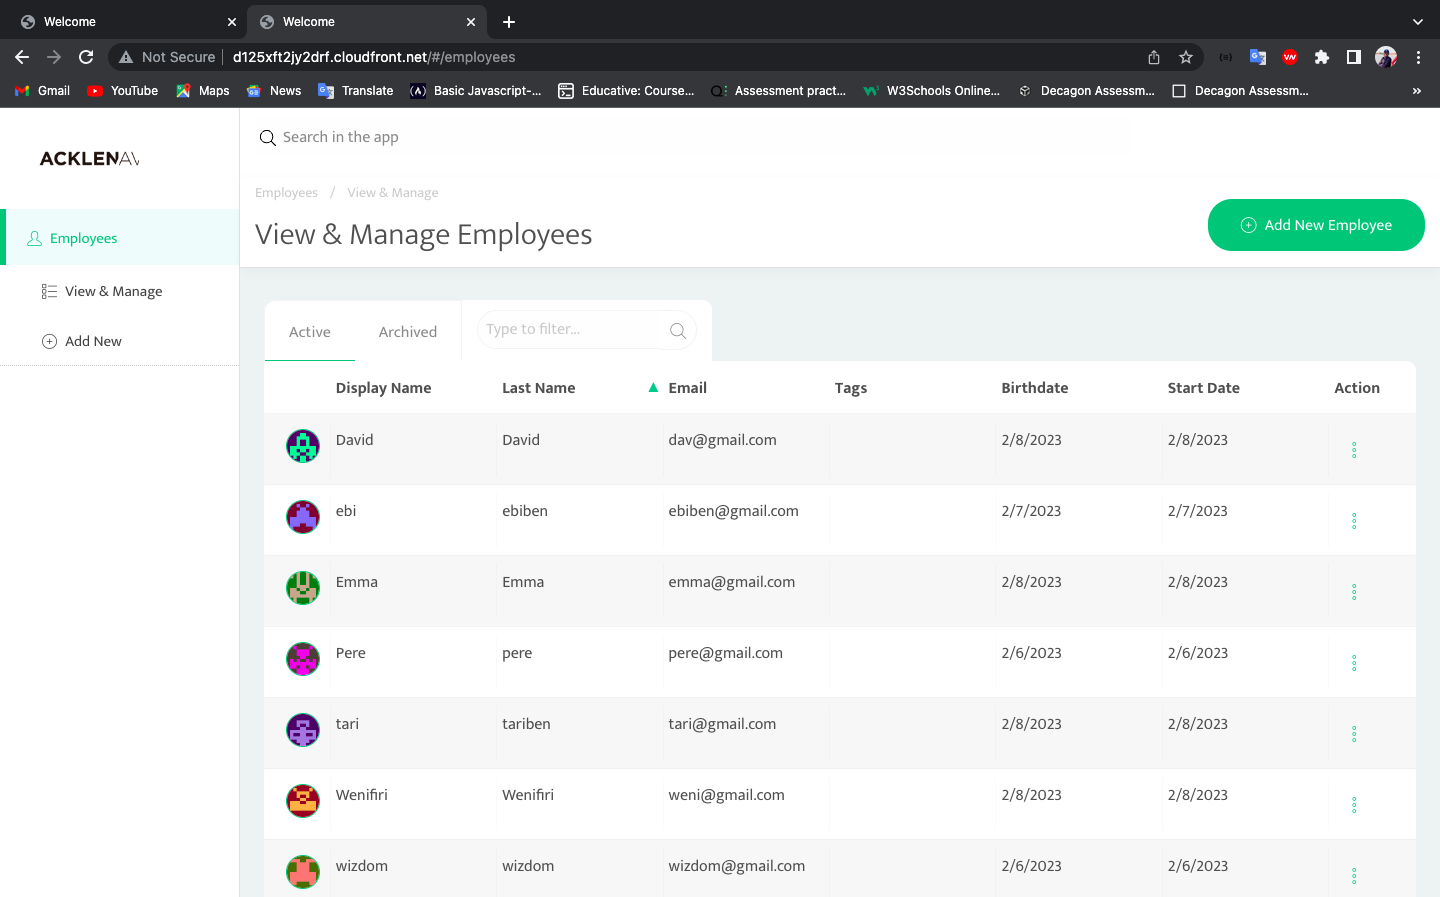 Welcome
Welcome
Not Secure d125xft2jy2drf.cloudfront.net/#/employees
Gmail YouTube Maps News Translate Basic Javascript-... Educative: Course... Assessment pract... W3Schools Online... Decagon Assessm... Decagon Assessm... »
ACKLENAV
Search in the app
Employees / View & Manage
View & Manage Employees
Add New Employee
Employees
View & Manage
Add New
Active Archived Type to filter...
Display Name Last Name Email Tags Birthdate Start Date Action
David David dav@gmail.com 2/8/2023 2/8/2023
ebi ebiben ebiben@gmail.com 2/7/2023 2/7/2023
Emma Emma emma@gmail.com 2/8/2023 2/8/2023
Pere pere pere@gmail.com 2/6/2023 2/6/2023
tari tariben tari@gmail.com 2/8/2023 2/8/2023
Wenifiri Wenifiri weni@gmail.com 2/8/2023 2/8/2023
wizdom wizdom wizdom@gmail.com 2/6/2023 2/6/2023